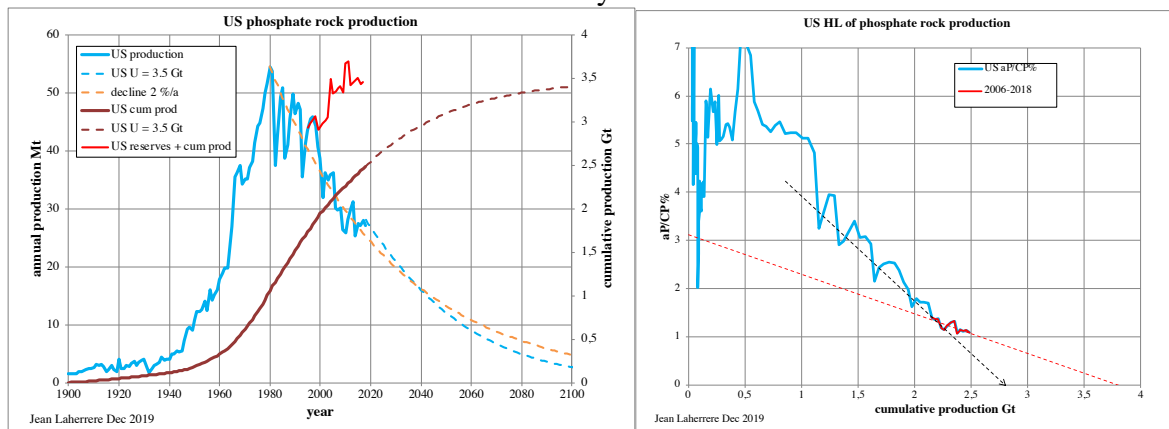 y
US phosphate rock production
60
50
40
30
20
10
0
annual production Mt
US production
US U = 3.5 Gt
decline 2 %/a
US cum prod
US U = 3.5 Gt
US reserves + cum prod
4
3.5
3
2.5
2
1.5
1
0.5
0
cumulative production Gt
1900 1920 1940 1960 1980 2000 2020 2040 2060 2080 2100
year
Jean Laherrere Dec 2019
US HL of phosphate rock production
7
6
5
4
3
2
1
0
aP/CP%
US aP/CP%
2006-2018
0 0.5 1 1.5 2 2.5 3 3.5 4
cumulative production Gt
Jean Laherrere Dec 2019